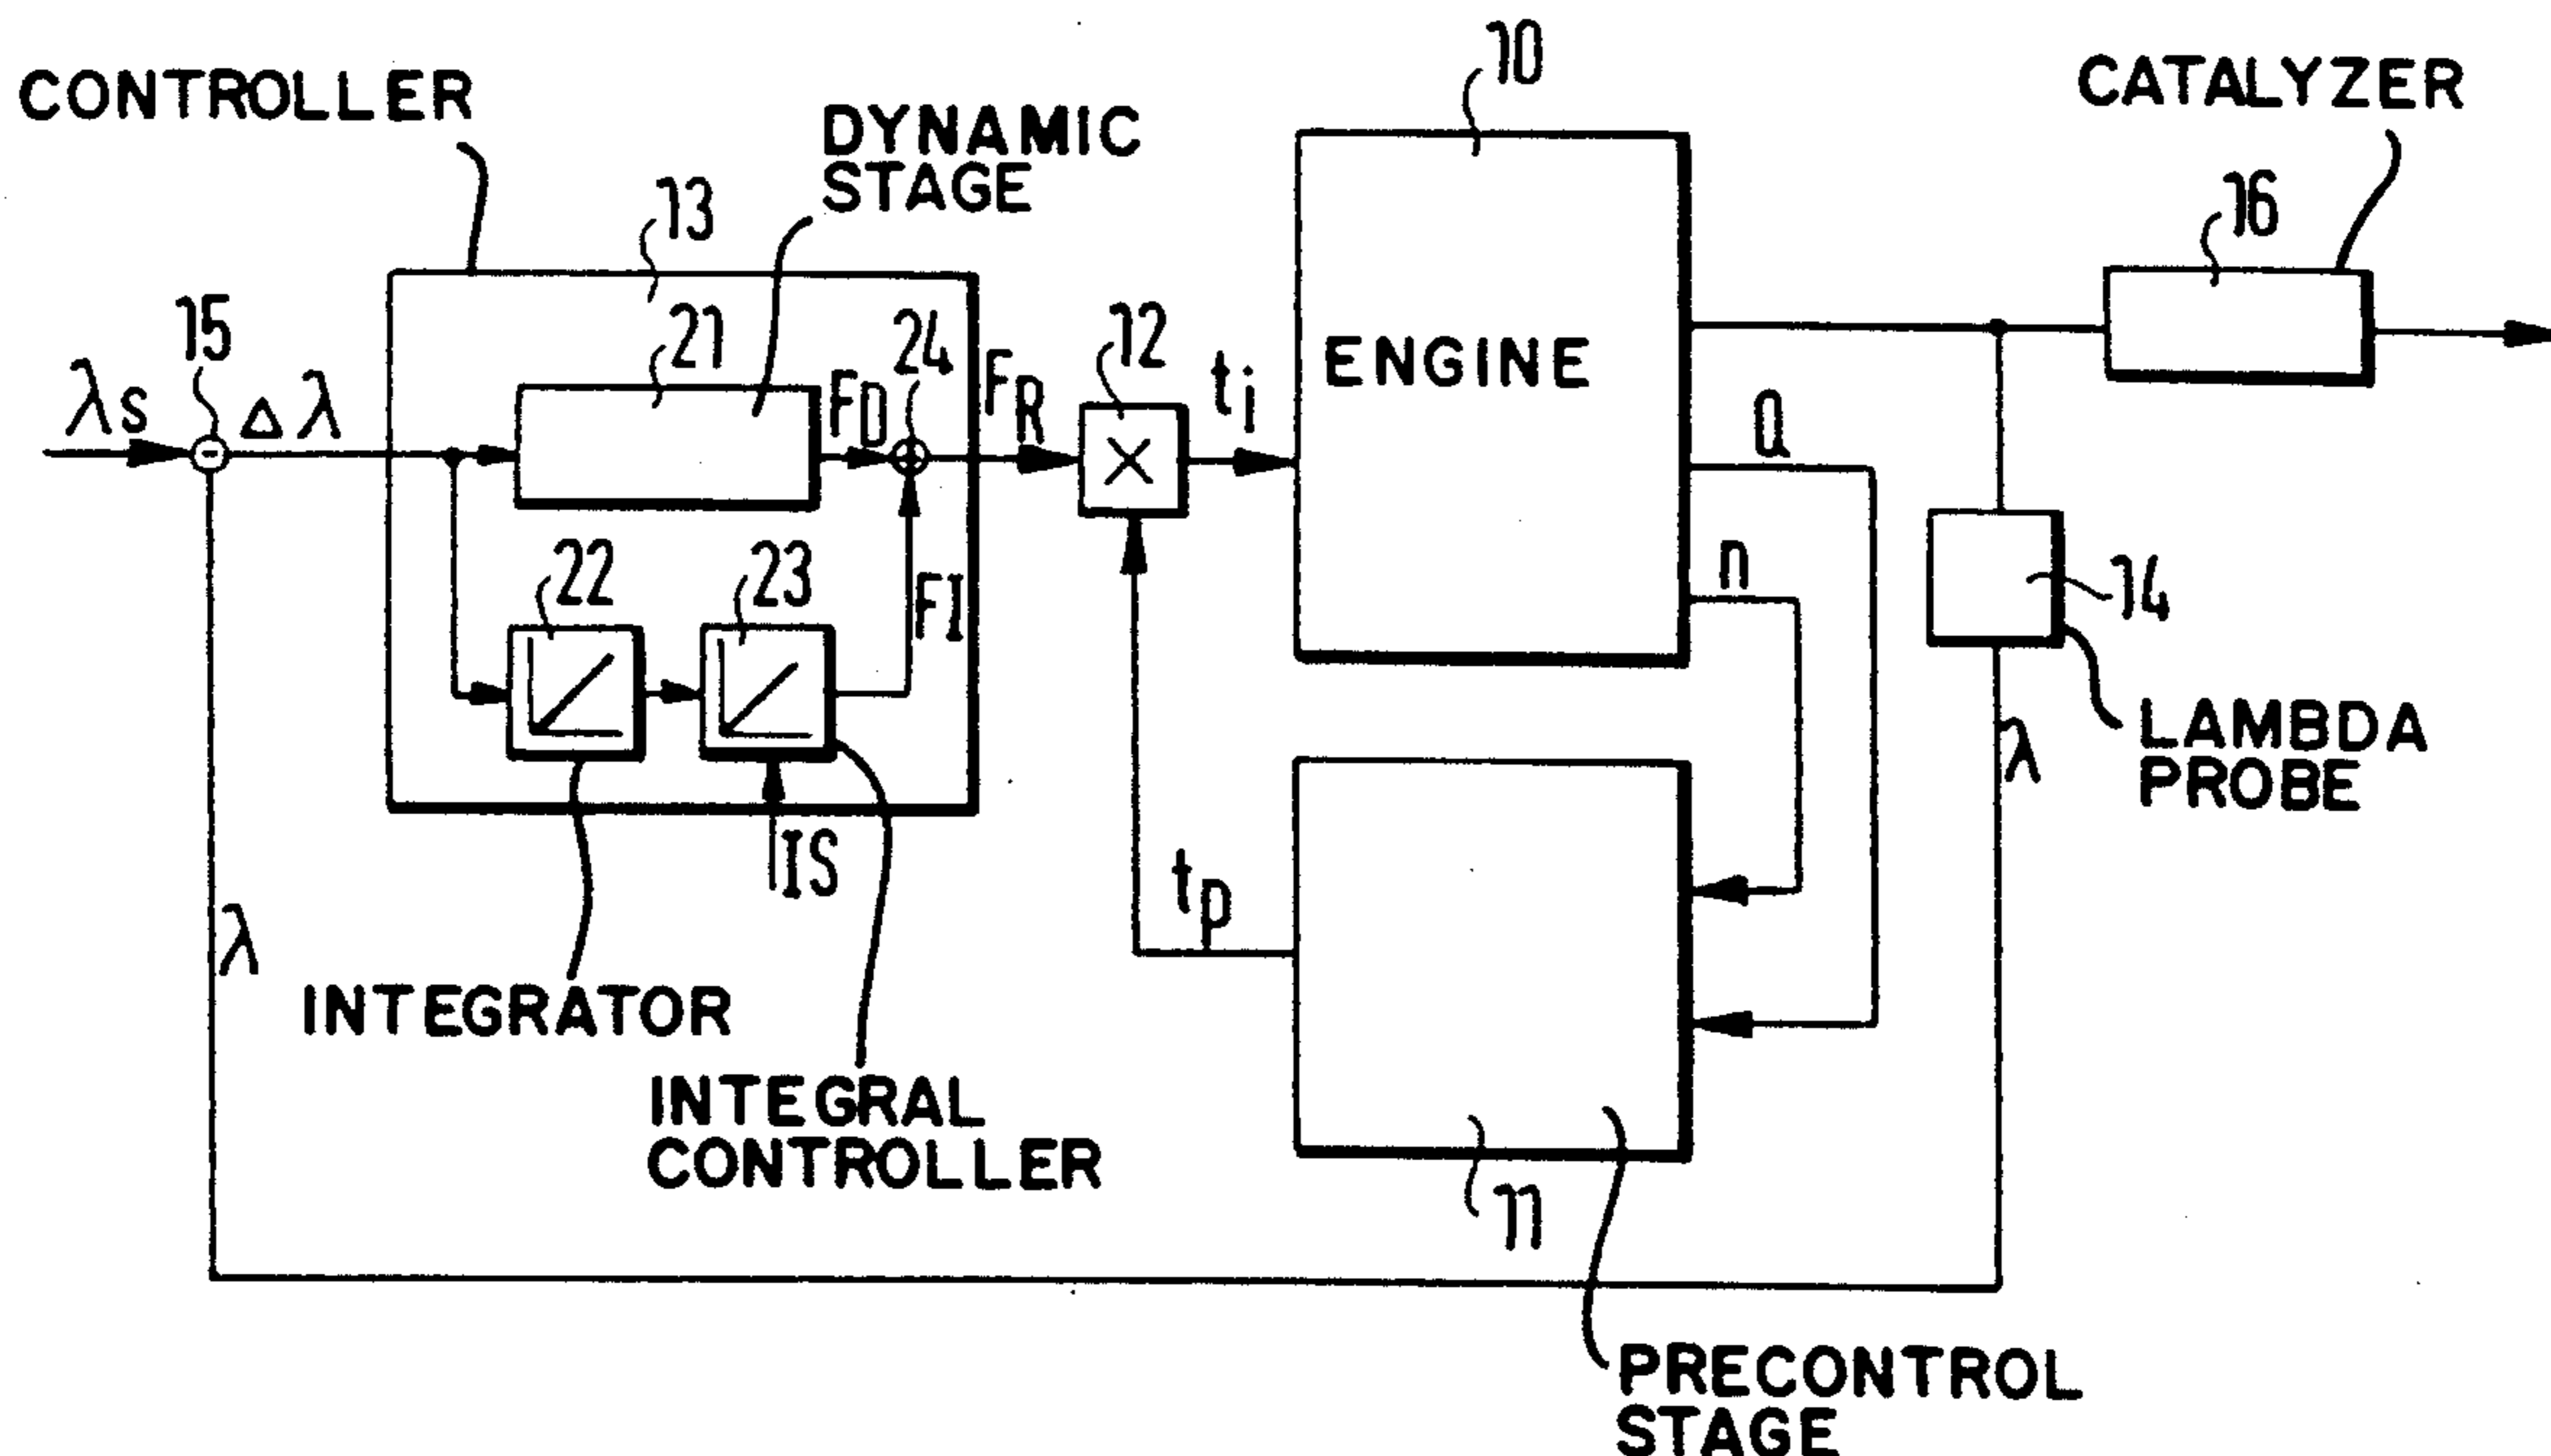 CONTROLLER
DYNAMIC
STAGE
10
CATALYZER
13
16
15
21
24
12
λs
Δλ
FD
FR
ti
ENGINE
Q
n
22
23
FI
14
LAMBDA
PROBE
λ
IS
tp
λ
INTEGRATOR
INTEGRAL
CONTROLLER
11
PRECONTROL
STAGE